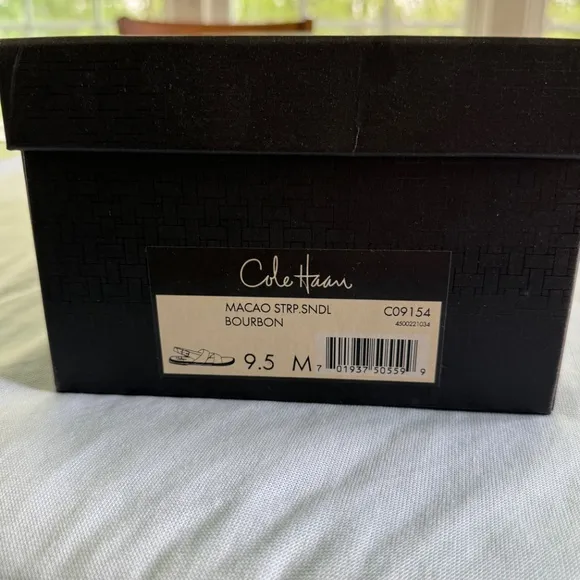 Cole Haan
MACAO STRP.SNDL C09154
BOURBON 4500221034
9.5 M
7 01937 50559 9